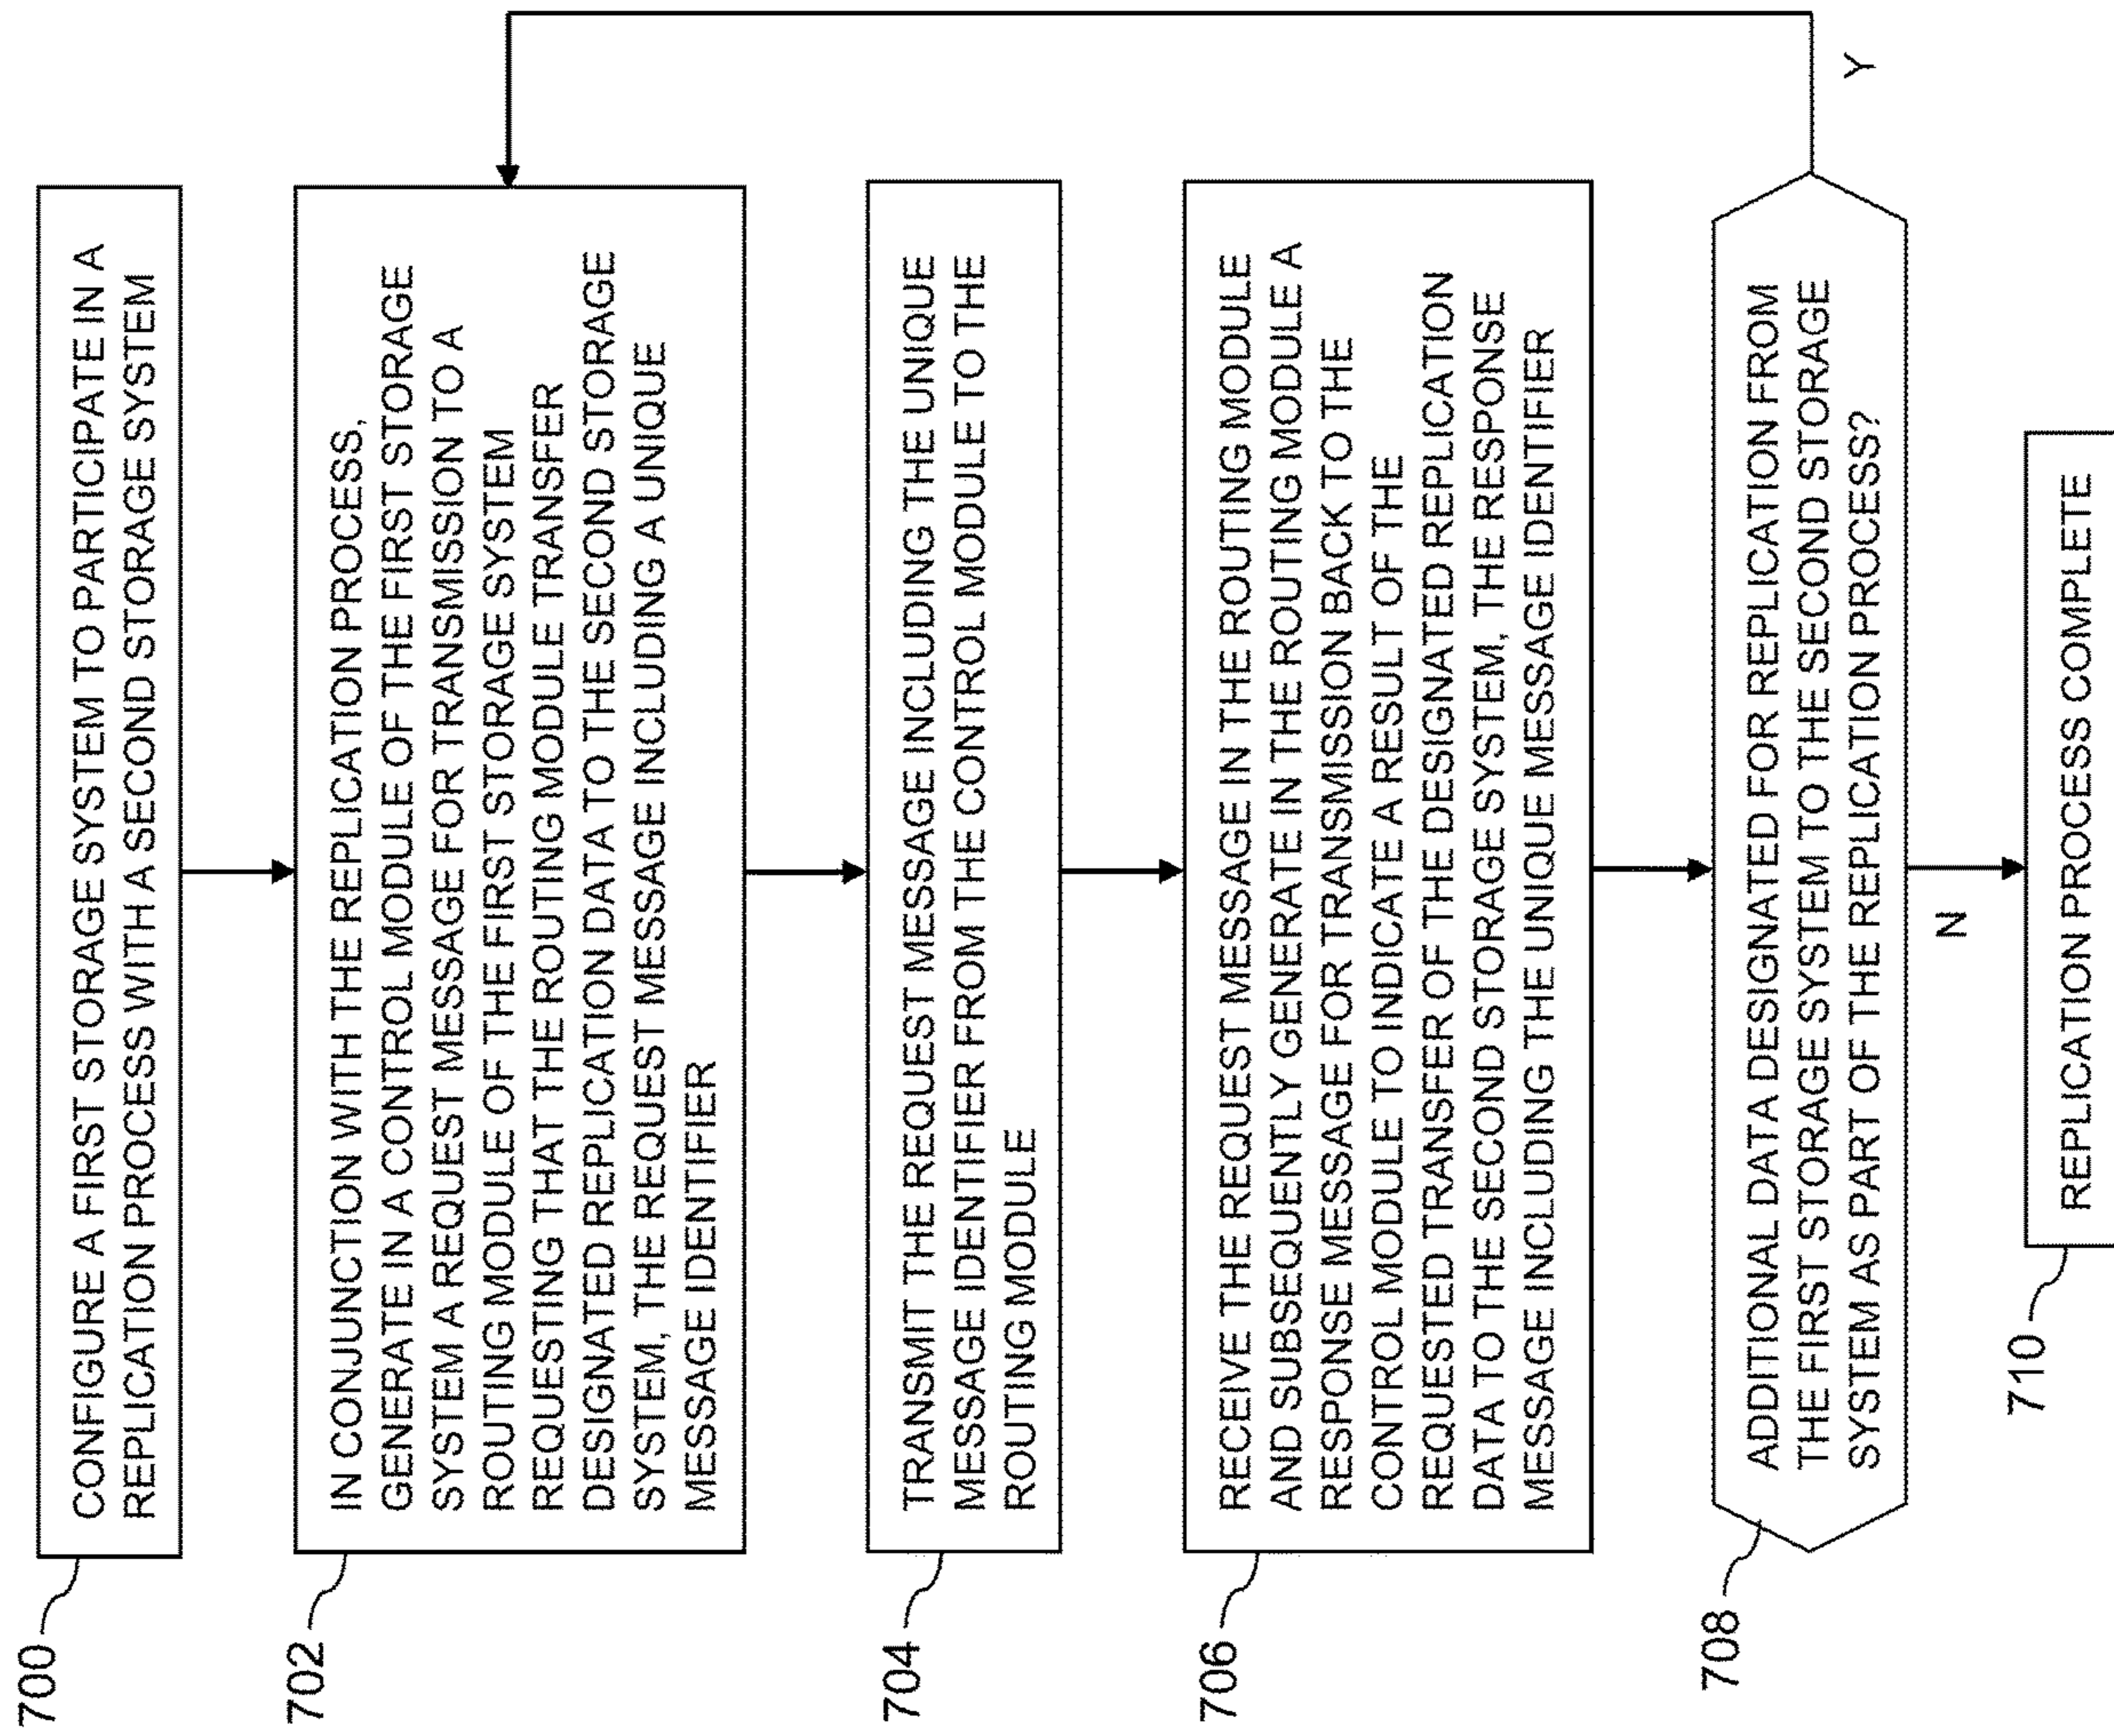 700
CONFIGURE A FIRST STORAGE SYSTEM TO PARTICIPATE IN A
REPLICATION PROCESS WITH A SECOND STORAGE SYSTEM
702
IN CONJUNCTION WITH THE REPLICATION PROCESS,
GENERATE IN A CONTROL MODULE OF THE FIRST STORAGE
SYSTEM A REQUEST MESSAGE FOR TRANSMISSION TO A
ROUTING MODULE OF THE FIRST STORAGE SYSTEM
REQUESTING THAT THE ROUTING MODULE TRANSFER
DESIGNATED REPLICATION DATA TO THE SECOND STORAGE
SYSTEM, THE REQUEST MESSAGE INCLUDING A UNIQUE
MESSAGE IDENTIFIER
704
TRANSMIT THE REQUEST MESSAGE INCLUDING THE UNIQUE
MESSAGE IDENTIFIER FROM THE CONTROL MODULE TO THE
ROUTING MODULE
706
RECEIVE THE REQUEST MESSAGE IN THE ROUTING MODULE
AND SUBSEQUENTLY GENERATE IN THE ROUTING MODULE A
RESPONSE MESSAGE FOR TRANSMISSION BACK TO THE
CONTROL MODULE TO INDICATE A RESULT OF THE
REQUESTED TRANSFER OF THE DESIGNATED REPLICATION
DATA TO THE SECOND STORAGE SYSTEM, THE RESPONSE
MESSAGE INCLUDING THE UNIQUE MESSAGE IDENTIFIER
708
ADDITIONAL DATA DESIGNATED FOR REPLICATION FROM
THE FIRST STORAGE SYSTEM TO THE SECOND STORAGE
SYSTEM AS PART OF THE REPLICATION PROCESS?
Y
N
710
REPLICATION PROCESS COMPLETE